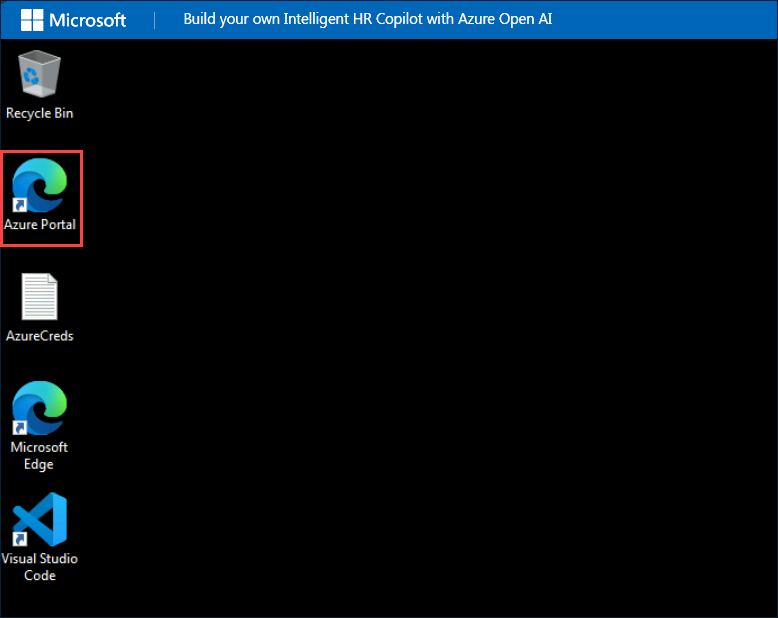 Microsoft
Build your own Intelligent HR Copilot with Azure Open AI
Recycle Bin
Azure Portal
AzureCreds
Microsoft
Edge
Visual Studio
Code